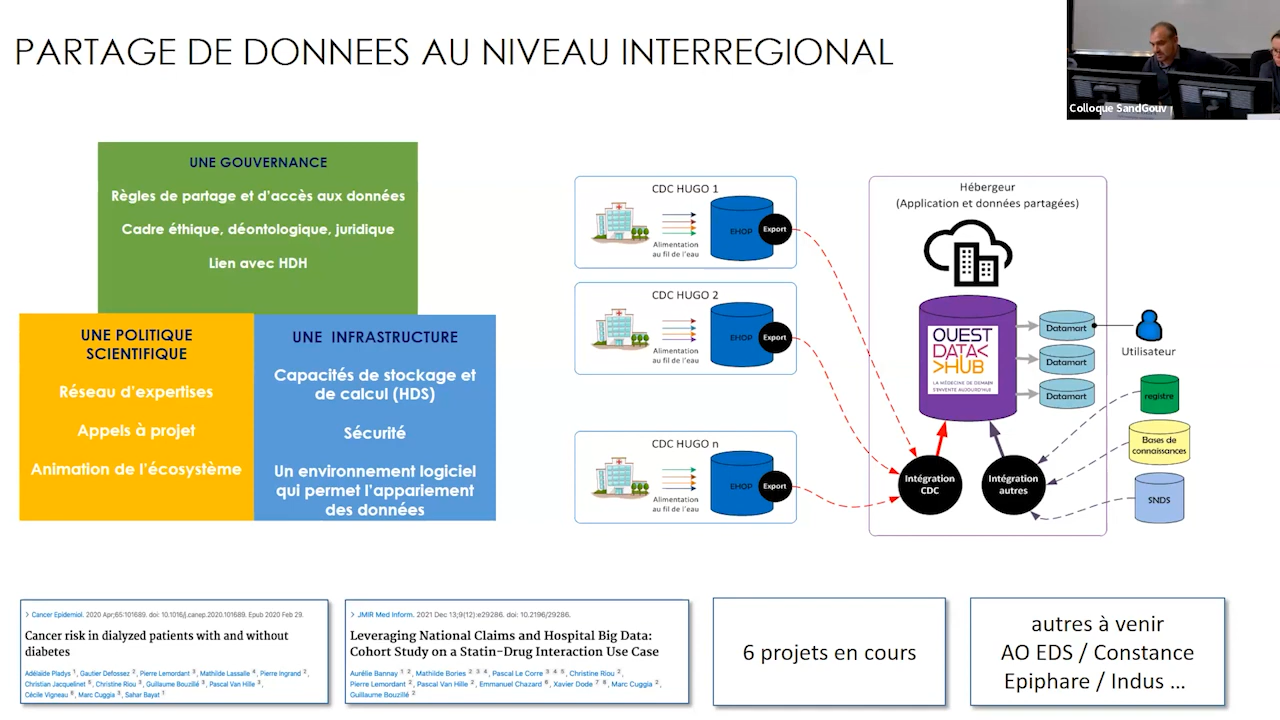 PARTAGE DE DONNEES AU NIVEAU INTERREGIONAL
Colloque SandGouv
UNE GOUVERNANCE
Règles de partage et d'accès aux données
Cadre éthique, déontologique, juridique
Lien avec HDH
UNE POLITIQUE
SCIENTIFIQUE
Réseau d'expertises
Appels à projet
Animation de l'écosystème
UNE INFRASTRUCTURE
Capacités de stockage et
de calcul (HDS)
Sécurité
Un environnement logiciel
qui permet l'appariement
des données
CDC HUGO 1
Alimentation
au fil de l'eau
EHOP
Export
CDC HUGO 2
Alimentation
au fil de l'eau
EHOP
Export
CDC HUGO n
Alimentation
au fil de l'eau
EHOP
Export
Hébergeur
(Application et données partagées)
OUEST
DATA<
>HUB
LA MÉDECINE DE DEMAIN
S'INVENTE AUJOURD'HUI
Datamart
Datamart
Datamart
Utilisateur
Intégration
CDC
Intégration
autres
registre
Bases de
connaissances
SNDS
> Cancer Epidemiol. 2020 Apr;65:101689. doi: 10.1016/j.canep.2020.101689. Epub 2020 Feb 29.
Cancer risk in dialyzed patients with and without
diabetes
Adélaïde Pladys 1, Gautier Defossez 2, Pierre Lemordant 3, Mathilde Lassalle 4, Pierre Ingrand 2,
Christian Jacquelinet 5, Christine Riou 3, Guillaume Bouzillé 3, Pascal Van Hille 3,
Cécile Vigneau 6, Marc Cuggia 3, Sahar Bayat 1
> JMIR Med Inform. 2021 Dec 13;9(12):e29286. doi: 10.2196/29286.
Leveraging National Claims and Hospital Big Data:
Cohort Study on a Statin-Drug Interaction Use Case
Aurélie Bannay 1 2, Mathilde Bories 2 3 4, Pascal Le Corre 3 4 5, Christine Riou 2,
Pierre Lemordant 2, Pascal Van Hille 2, Emmanuel Chazard 6, Xavier Dode 7 8, Marc Cuggia 2,
Guillaume Bouzillé 2
6 projets en cours
autres à venir
AO EDS / Constance
Epiphare / Indus ...